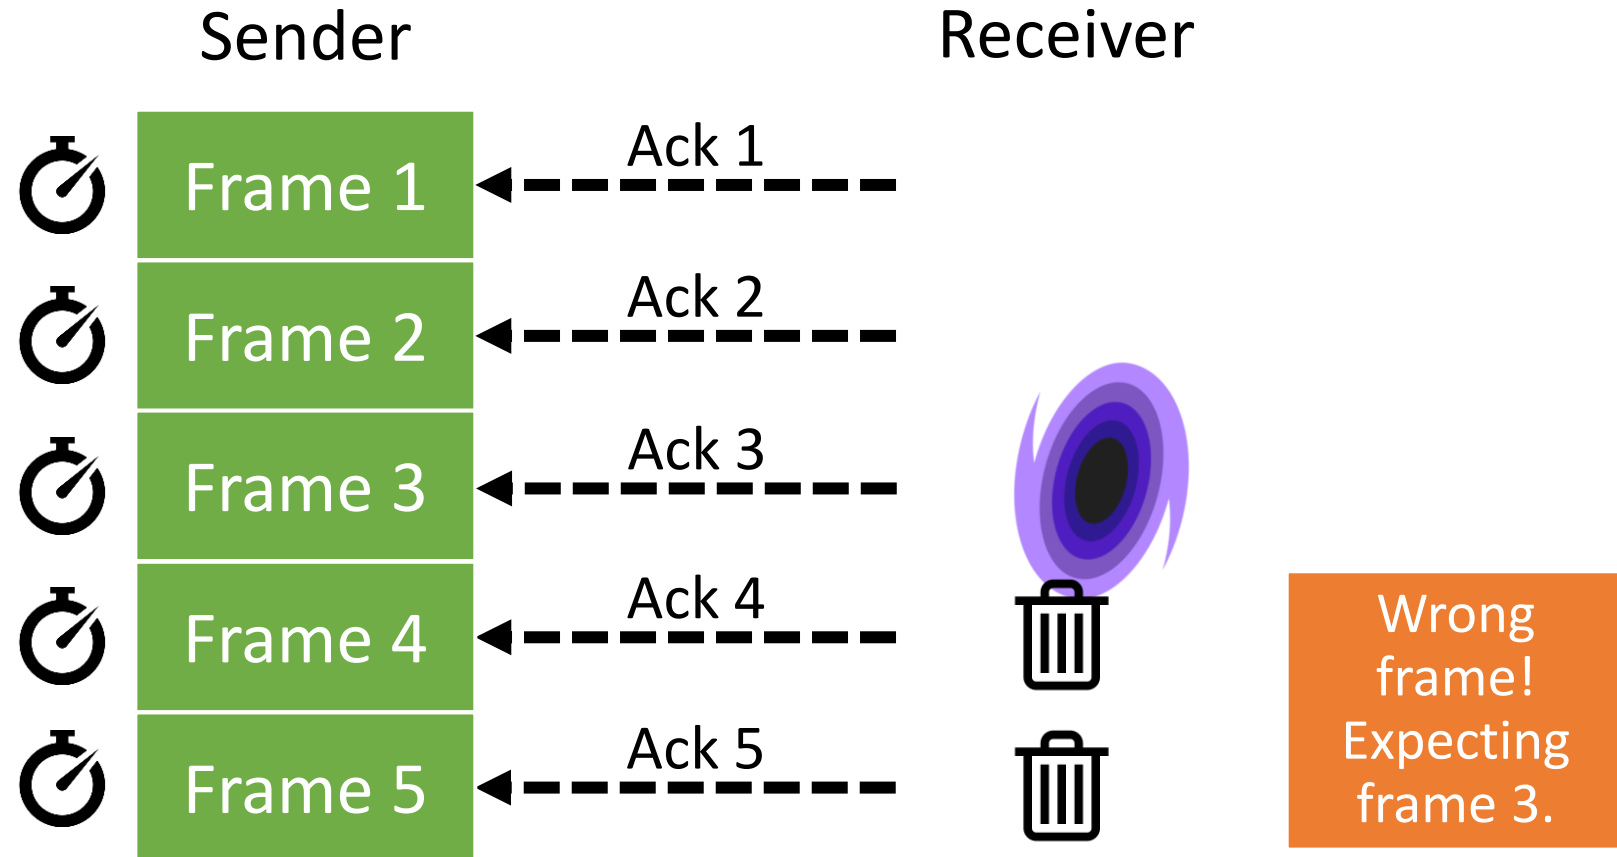 Sender
Receiver
Frame 1
Ack 1
Frame 2
Ack 2
Frame 3
Ack 3
Frame 4
Ack 4
Frame 5
Ack 5
Wrong
frame!
Expecting
frame 3.